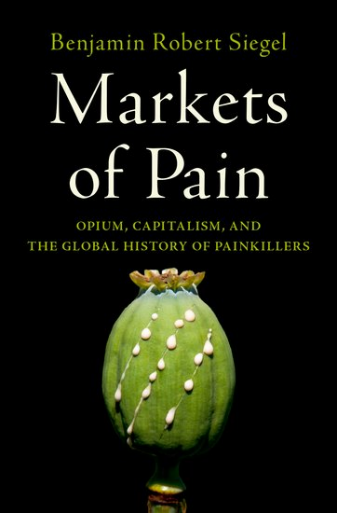 Benjamin Robert Siegel
Markets
of Pain
OPIUM, CAPITALISM, AND
THE GLOBAL HISTORY OF PAINKILLERS